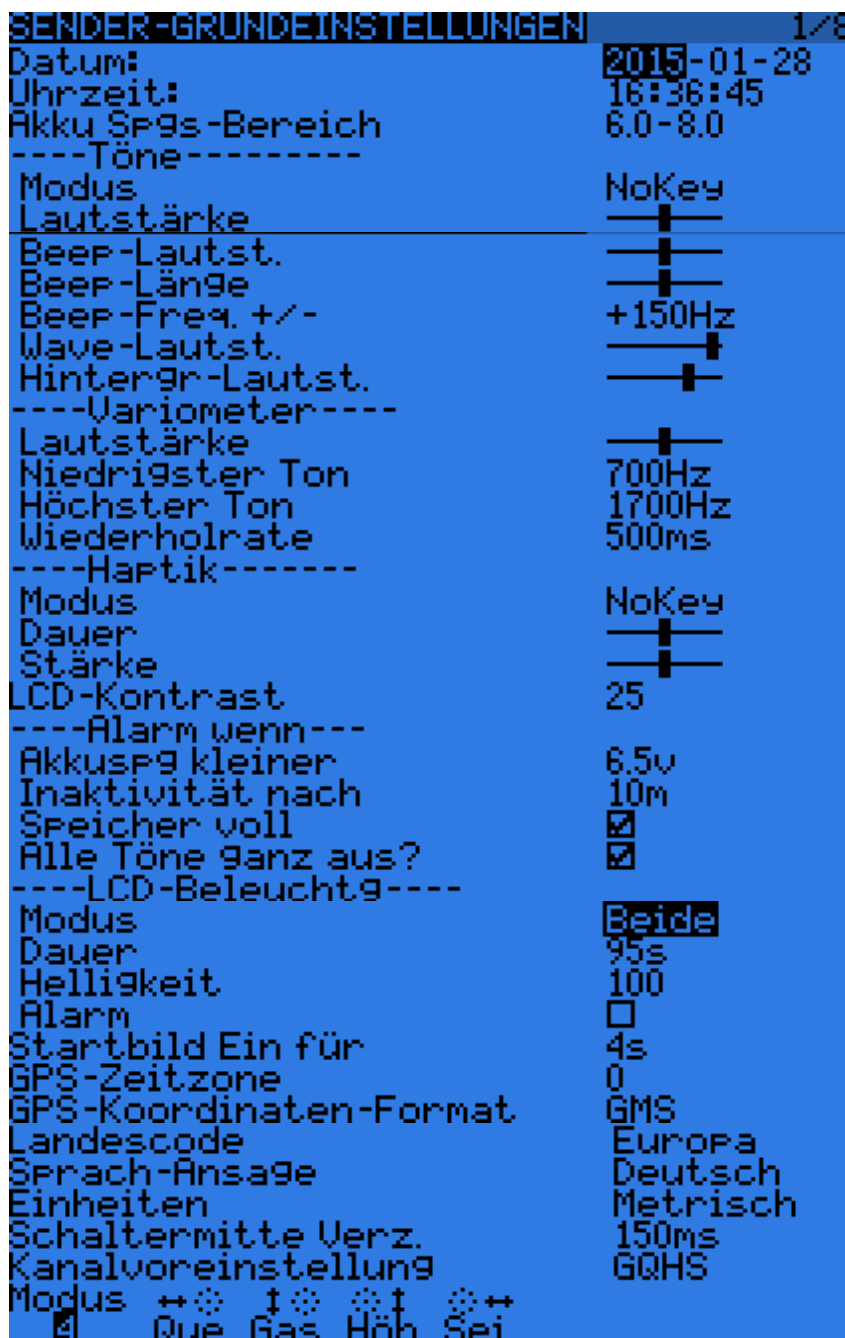 SENDER-GRUNDEINSTELLUNGEN 1/8
Datum: 2015-01-28
Uhrzeit: 16:36:45
Akku Spgs-Bereich 6.0-8.0
----Töne---------
Modus NoKey
Lautstärke
Beep-Lautst.
Beep-Länge
Beep-Freq. +/- +150Hz
Wave-Lautst.
Hintergr-Lautst.
----Variometer----
Lautstärke
Niedrigster Ton 700Hz
Höchster Ton 1700Hz
Wiederholrate 500ms
----Haptik-------
Modus NoKey
Dauer
Stärke
LCD-Kontrast 25
----Alarm wenn---
Akkuspg kleiner 6.5v
Inaktivität nach 10m
Speicher voll
Alle Töne ganz aus?
----LCD-Beleuchtg----
Modus Beide
Dauer 95s
Helligkeit 100
Alarm
Startbild Ein für 4s
GPS-Zeitzone 0
GPS-Koordinaten-Format GMS
Landescode Europa
Sprach-Ansage Deutsch
Einheiten Metrisch
Schaltermitte Verz. 150ms
Kanalvoreinstellung GQHS
Modus
Que Gas Höh Sei